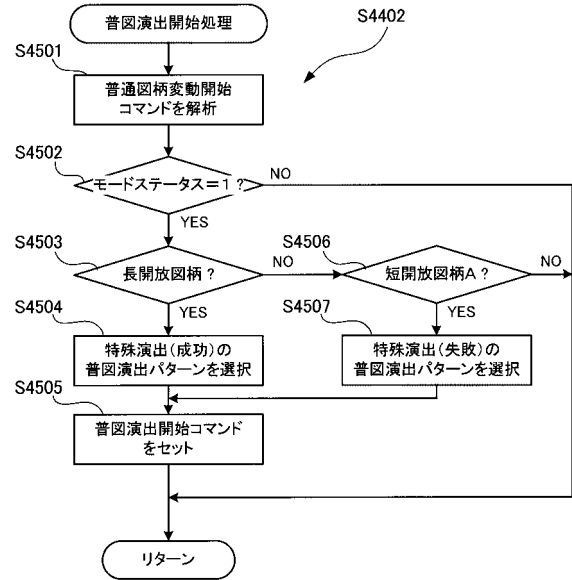 普図演出開始処理
S4402
S4501
普通図柄変動開始
コマンドを解析
S4502
モードステータス＝１？
NO
YES
S4503
長開放図柄？
NO
YES
S4506
短開放図柄A？
NO
YES
S4504
特殊演出(成功)の
普図演出パターンを選択
S4507
特殊演出(失敗)の
普図演出パターンを選択
S4505
普図演出開始コマンド
をセット
リターン